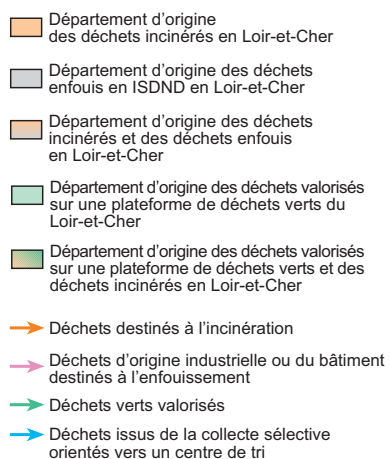 Département d'origine
des déchets incinérés en Loir-et-Cher
Département d'origine des déchets
enfouis en ISDND en Loir-et-Cher
Département d'origine des déchets
incinérés et des déchets enfouis
en Loir-et-Cher
Département d'origine des déchets valorisés
sur une plateforme de déchets verts du
Loir-et-Cher
Département d'origine des déchets valorisés
sur une plateforme de déchets verts et des
déchets incinérés en Loir-et-Cher
Déchets destinés à l'incinération
Déchets d'origine industrielle ou du bâtiment
destinés à l'enfouissement
Déchets verts valorisés
Déchets issus de la collecte sélective
orientés vers un centre de tri